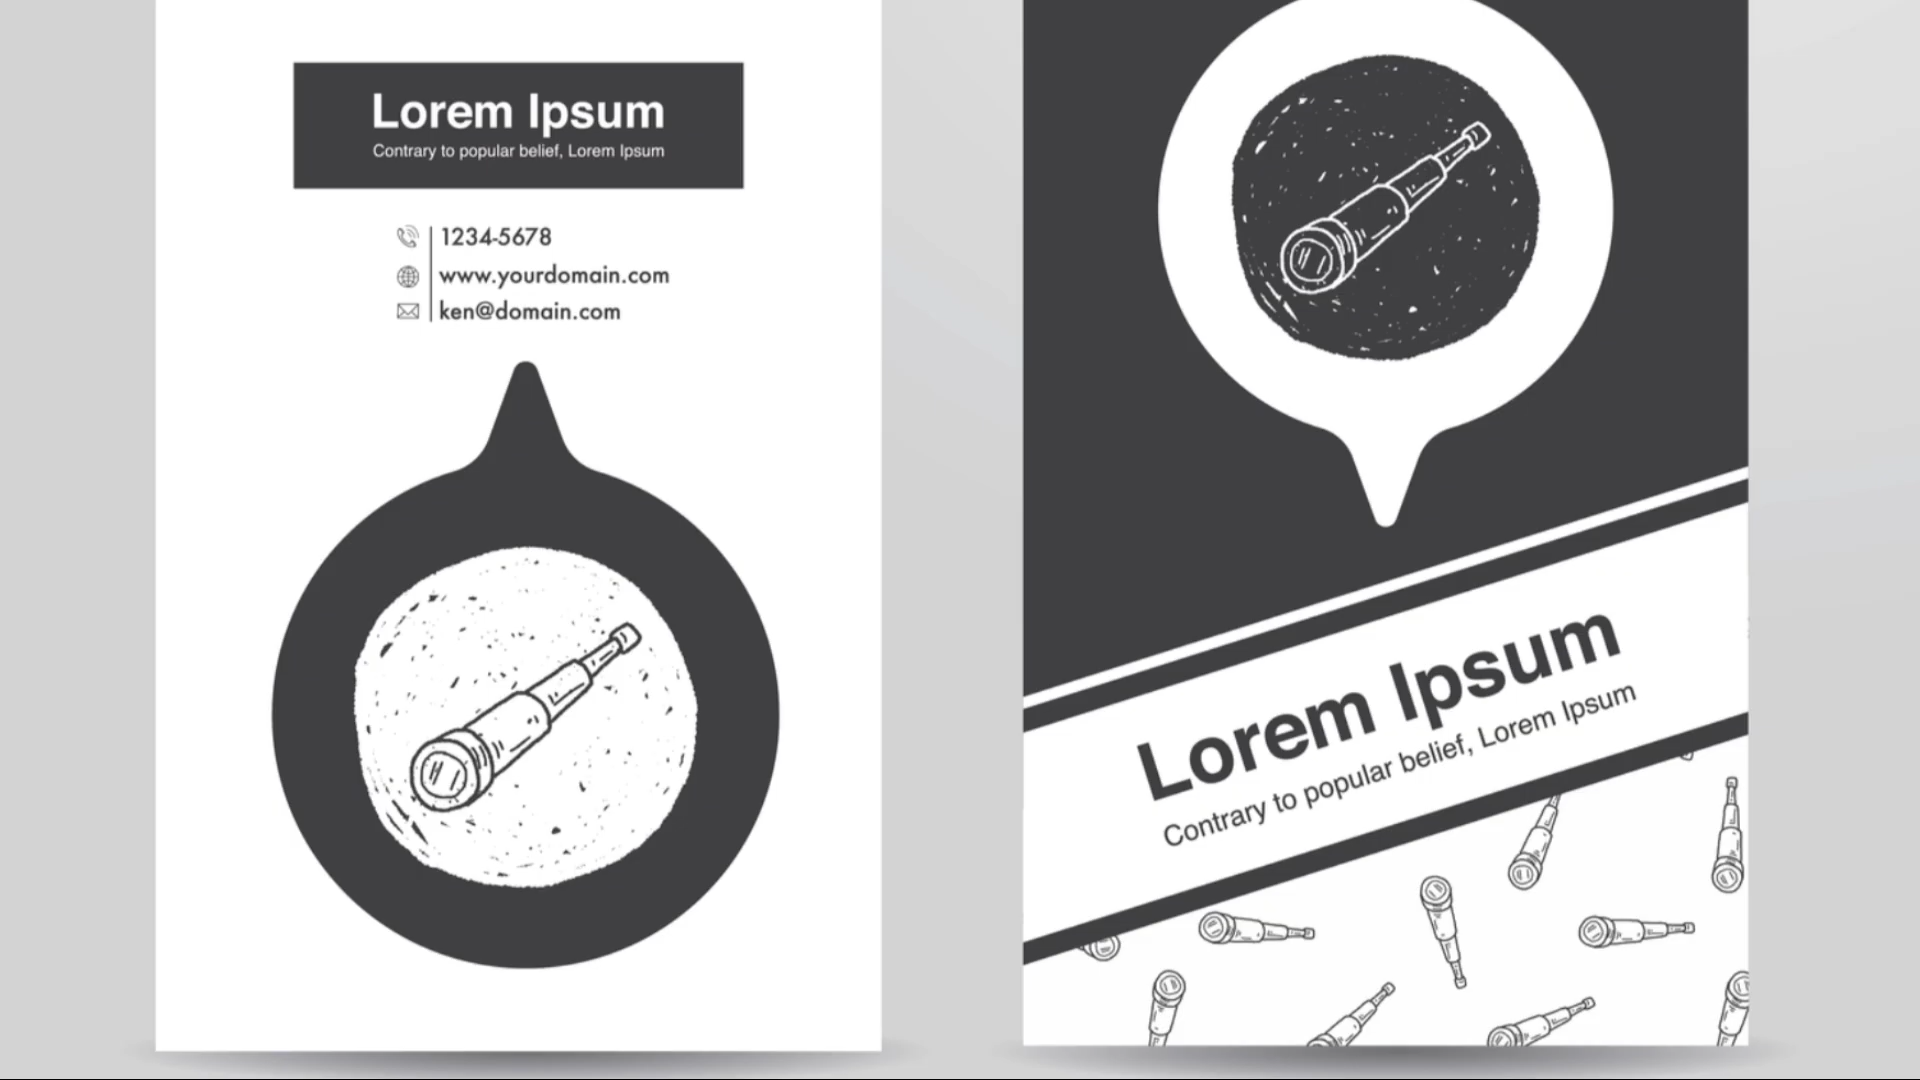 Lorem Ipsum
Contrary to popular belief, Lorem Ipsum
1234-5678
www.yourdomain.com
ken@domain.com
Lorem Ipsum
Contrary to popular belief, Lorem Ipsum